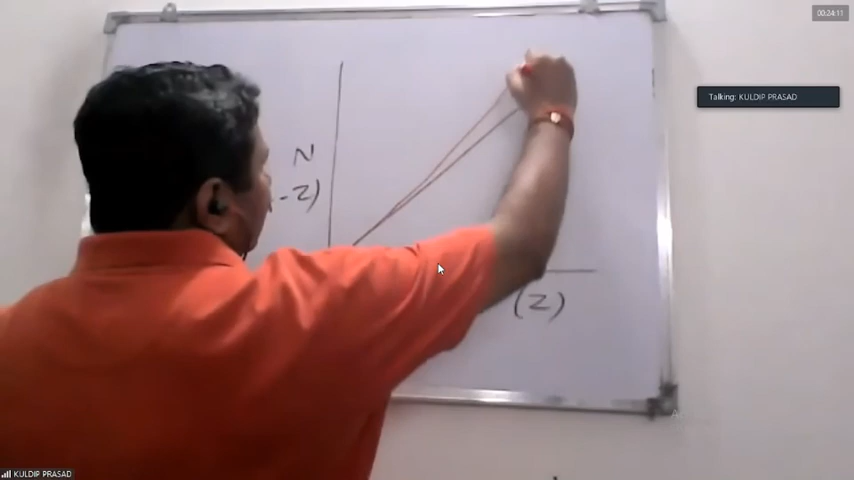 00:24:11
Talking: KULDIP PRASAD
N
-Z)
(Z)
KULDIP PRASAD